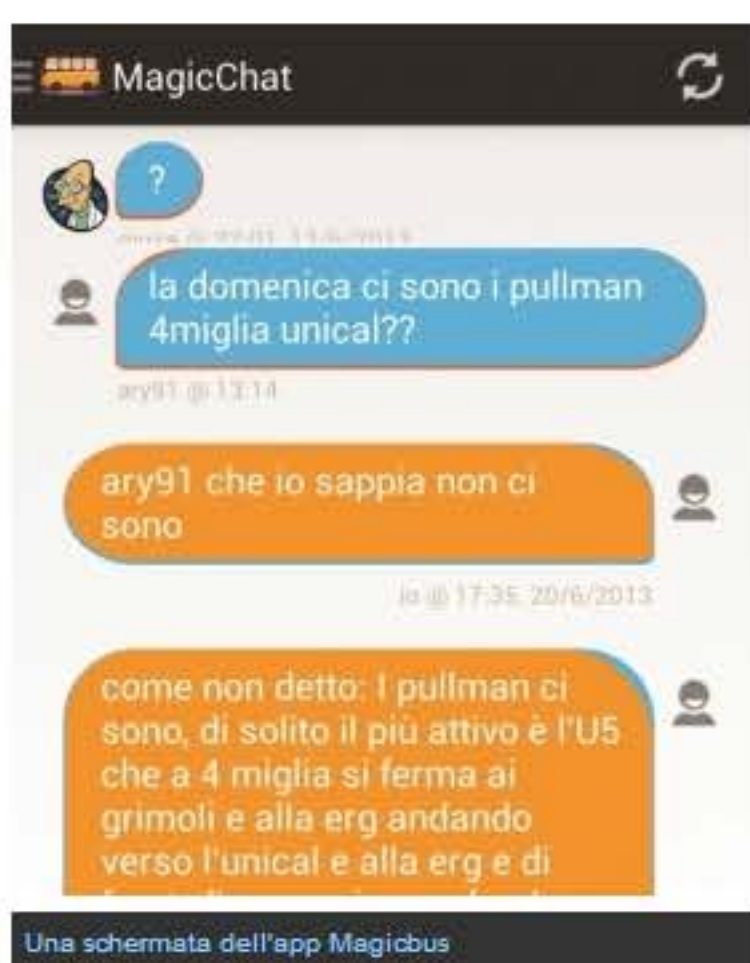 MagicChat
?
la domenica ci sono i pullman
4miglia unical??
ary91 @ 13:14
ary91 che io sappia non ci
sono
io @ 17:35, 20/6/2013
come non detto: I pullman ci
sono, di solito il più attivo è l'U5
che a 4 miglia si ferma ai
grimoli e alla erg andando
verso l'unical e alla erg e di
Una schermata dell'app Magicbus